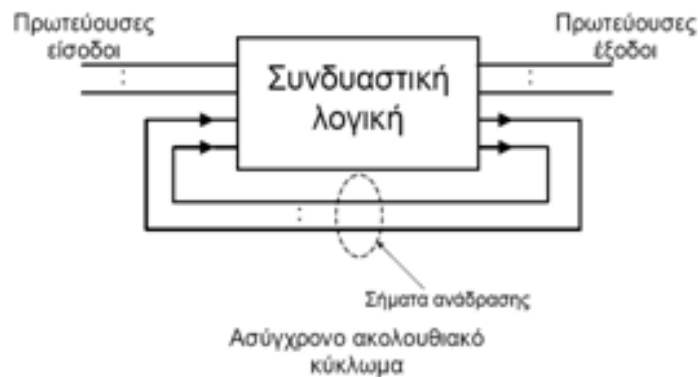 Πρωτεύουσες
είσοδοι
:
Συνδυαστική
λογική
Πρωτεύουσες
έξοδοι
:
:
Σήματα ανάδρασης
Ασύγχρονο ακολουθιακό
κύκλωμα